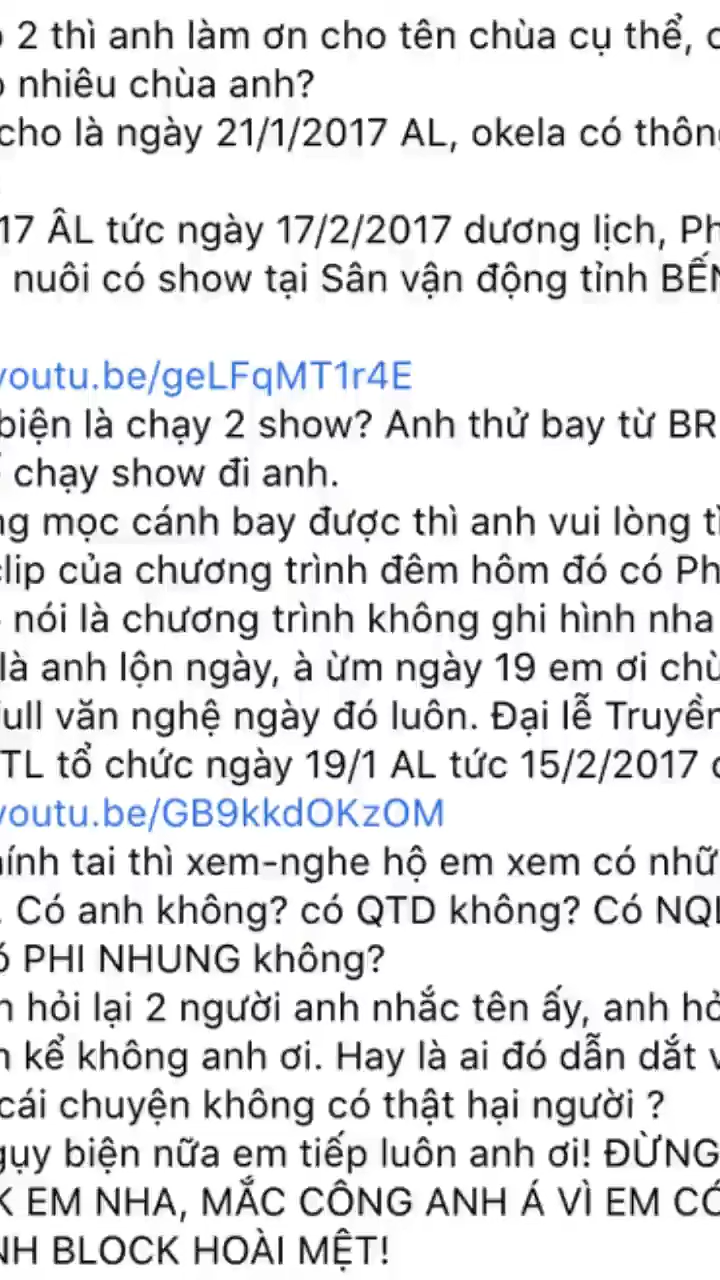 2 thì anh làm ơn cho tên chùa cụ thể,
nhiêu chùa anh?
cho là ngày 21/1/2017 AL, okela có thôn
17 ÂL tức ngày 17/2/2017 dương lịch, Ph
nuôi có show tại Sân vận động tỉnh BẾN
youtu.be/geLFqMT1r4E
biện là chạy 2 show? Anh thử bay từ BR
chạy show đi anh.
ng mọc cánh bay được thì anh vui lòng t
clip của chương trình đêm hôm đó có Ph
nói là chương trình không ghi hình nha
là anh lộn ngày, à ừm ngày 19 em ơi chù
full văn nghệ ngày đó luôn. Đại lễ Truyền
TL tổ chức ngày 19/1 AL tức 15/2/2017
youtu.be/GB9kkdOKzOM
hính tai thì xem-nghe hộ em xem có nhữ
. Có anh không? có QTD không? Có NQ
ó PHI NHUNG không?
n hỏi lại 2 người anh nhắc tên ấy, anh hỏ
n kể không anh ơi. Hay là ai đó dẫn dắt v
cái chuyện không có thật hại người ?
gụy biện nữa em tiếp luôn anh ơi! ĐỪNG
K EM NHA, MẮC CÔNG ANH Á VÌ EM CÓ
NH BLOCK HOÀI MỆT!